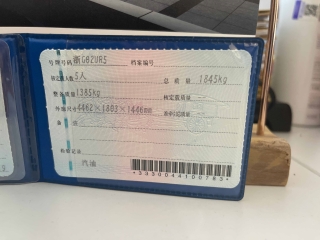 号牌号码 浙G82UR5 档案编号
核定载人数 5人 总质量 1845kg
整备质量 1385kg 核定载质量
外廓尺寸 4462×1803×1446mm 准牵引总质量
备注
检验记录
汽油
*3330044100783*